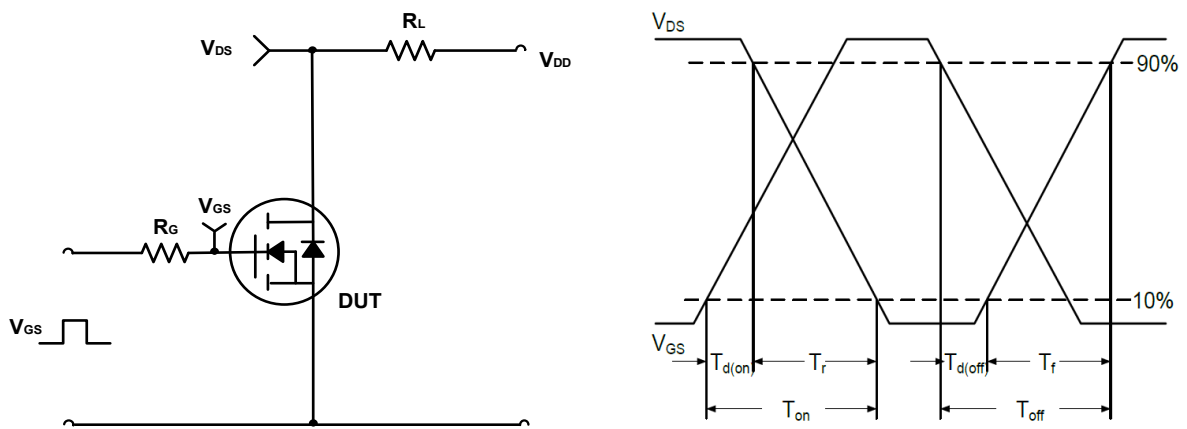 RL
VDS
VDD
VGS
RG
DUT
VGS
VDS
90%
10%
VGS
Td(on)
Tr
Td(off)
Tf
Ton
Toff